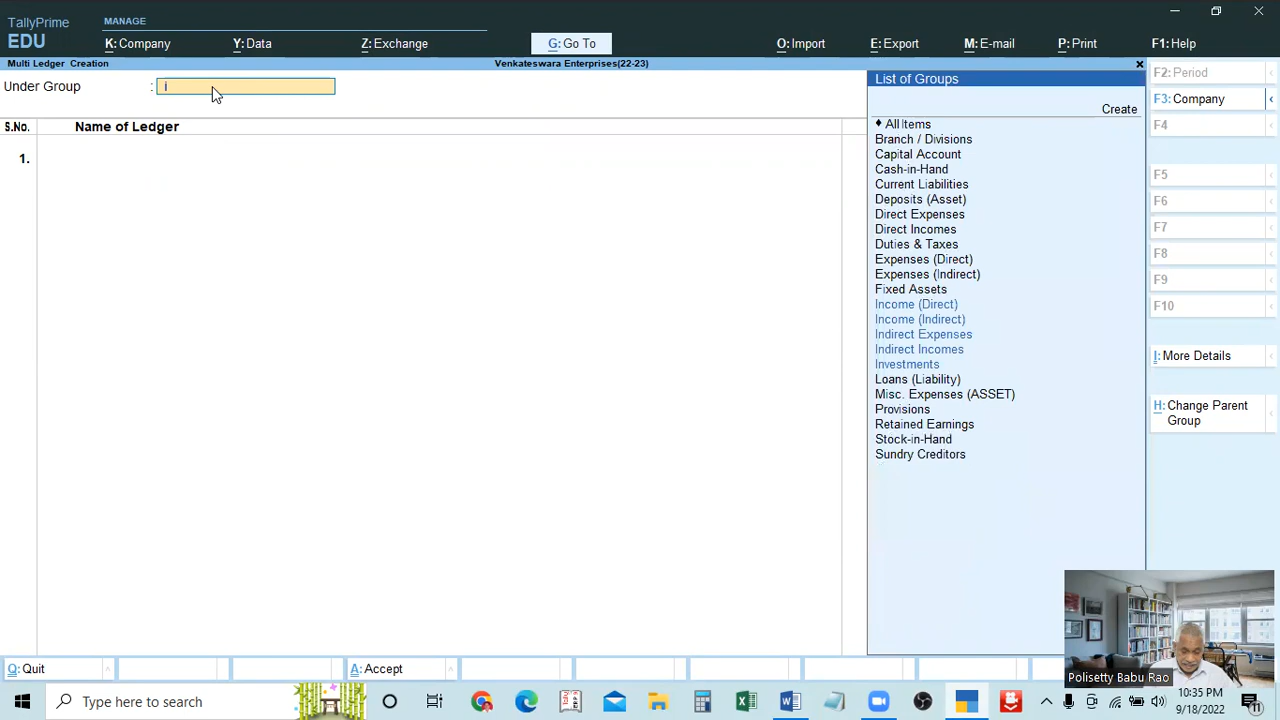 TallyPrime
MANAGE
EDU
K: Company
Y: Data
Z: Exchange
G: Go To
O: Import
E: Export
M: E-mail
P: Print
F1: Help
Multi Ledger Creation
Venkateswara Enterprises(22-23)
Under Group : i
S.No. Name of Ledger
1.
List of Groups
Create
♦ All Items
Branch / Divisions
Capital Account
Cash-in-Hand
Current Liabilities
Deposits (Asset)
Direct Expenses
Direct Incomes
Duties & Taxes
Expenses (Direct)
Expenses (Indirect)
Fixed Assets
Income (Direct)
Income (Indirect)
Indirect Expenses
Indirect Incomes
Investments
Loans (Liability)
Misc. Expenses (ASSET)
Provisions
Retained Earnings
Stock-in-Hand
Sundry Creditors
F2: Period
F3: Company
F4
F5
F6
F7
F8
F9
F10
I: More Details
H: Change Parent
Group
Q: Quit
A: Accept
Polisetty Babu Rao
Type here to search
10:35 PM
9/18/2022